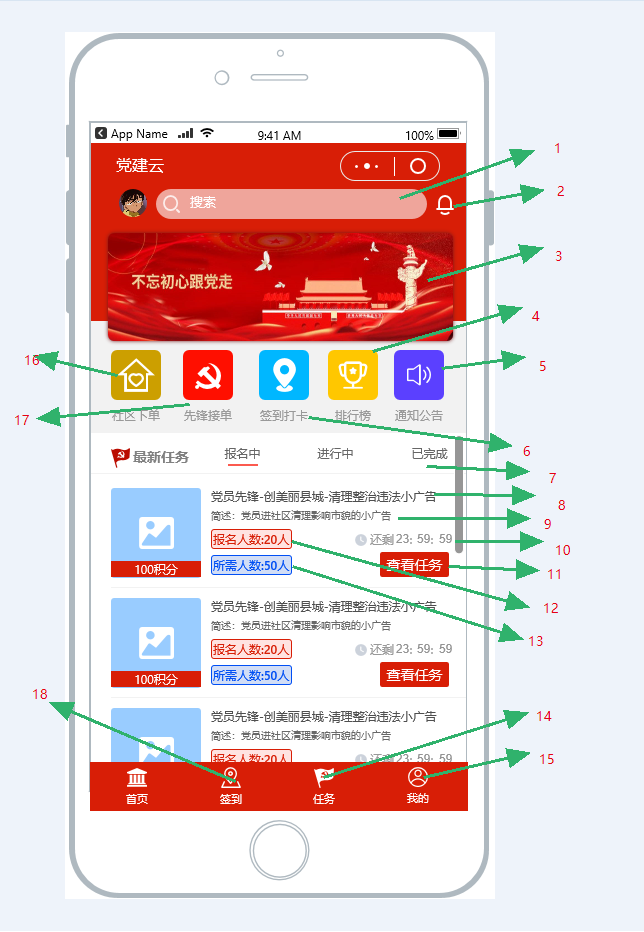 App Name
9:41 AM
100%
党建云
搜索
1
2
不忘初心跟党走
3
4
5
16
17
社区下单
先锋接单
签到打卡
排行榜
通知公告
6
最新任务
报名中
进行中
已完成
7
党员先锋-创美丽县城-清理整治违法小广告
8
简述：党员进社区清理影响市貌的小广告
9
报名人数:20人
还剩23；59；59
10
所需人数:50人
查看任务
100积分
11
12
13
党员先锋-创美丽县城-清理整治违法小广告
简述：党员进社区清理影响市貌的小广告
报名人数:20人
还剩23；59；59
所需人数:50人
查看任务
100积分
18
14
党员先锋-创美丽县城-清理整治违法小广告
简述：党员进社区清理影响市貌的小广告
报名人数:20人
还剩23；59；59
15
首页
签到
任务
我的